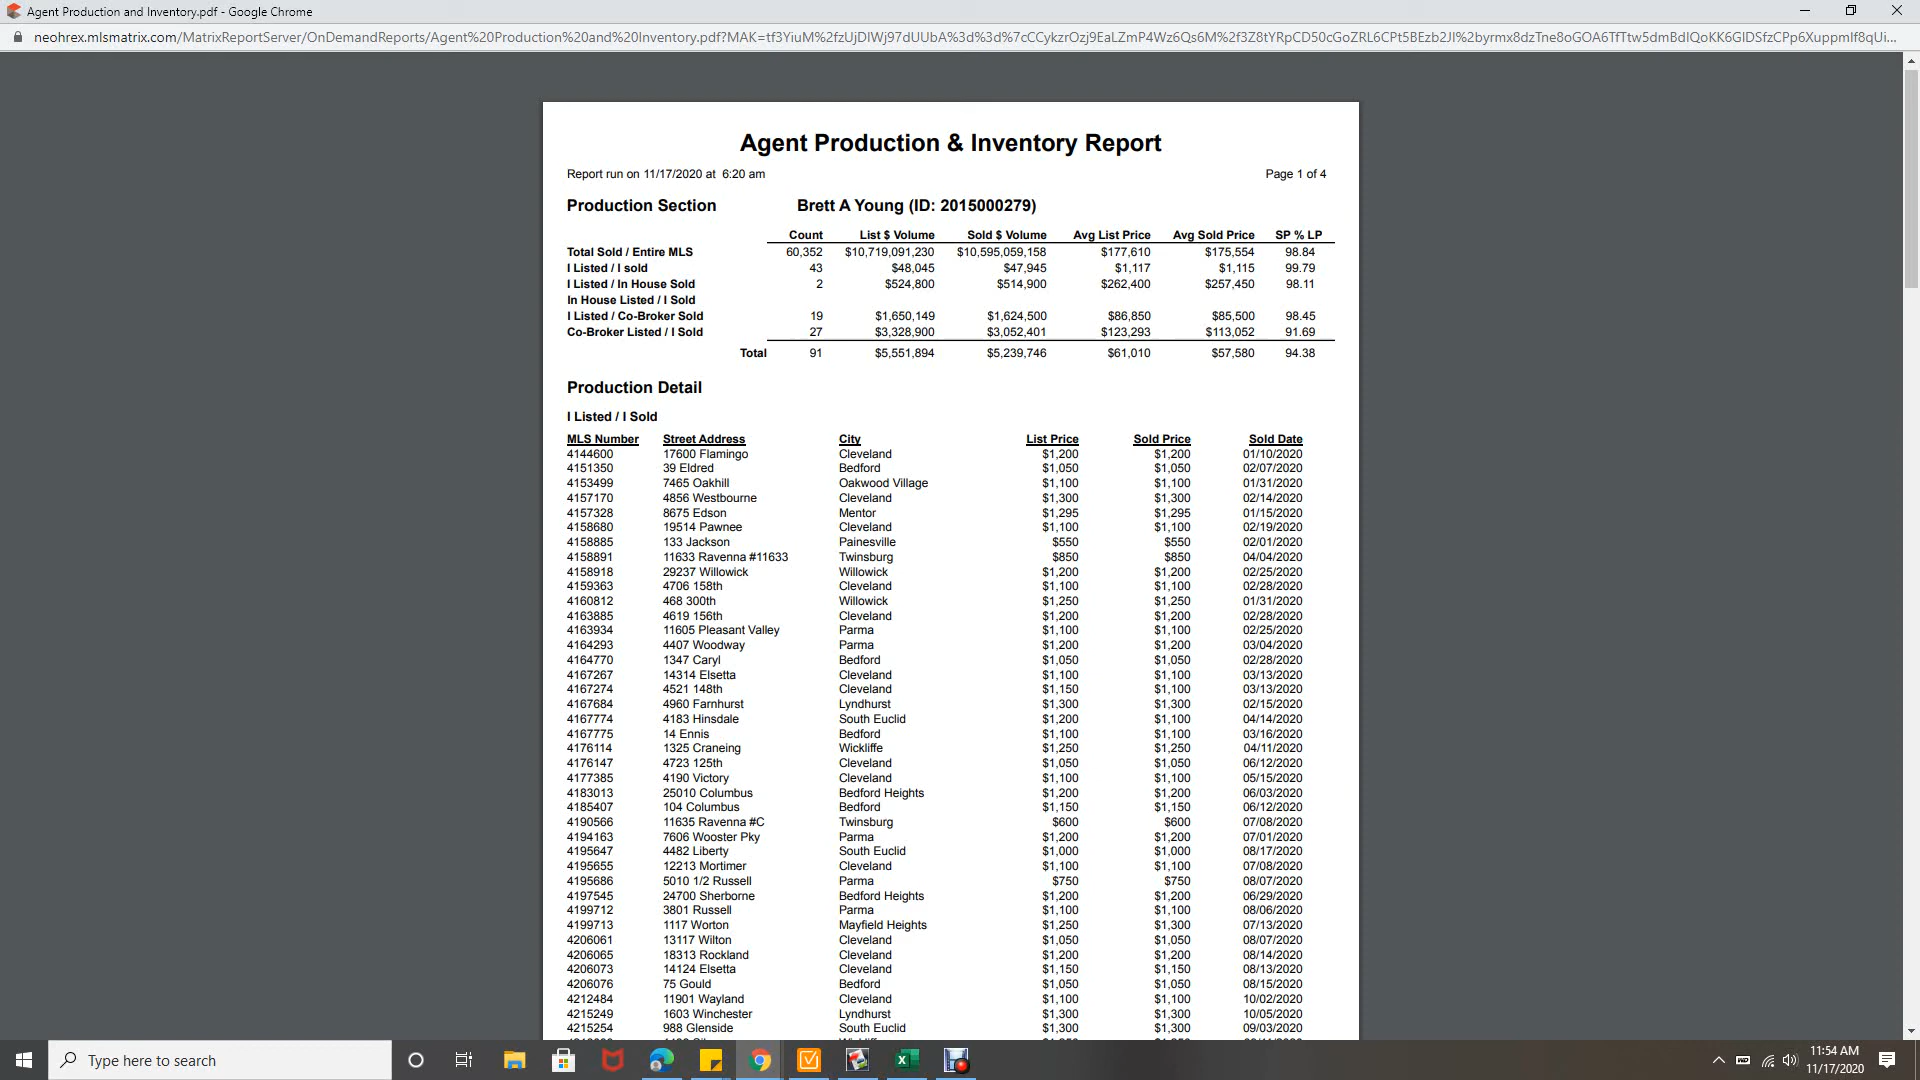 Agent Production and Inventory.pdf - Google Chrome
neohrex.mlsmatrix.com/MatrixReportServer/OnDemandReports/Agent%20Production%20and%20Inventory.pdf?
Agent Production & Inventory Report
Report run on 11/17/2020 at 6:20 am Page 1 of 4
Production Section Brett A Young (ID: 2015000279)
Count List $ Volume Sold $ Volume Avg List Price Avg Sold Price SP % LP
Total Sold / Entire MLS 60,352 $10,719,091,230 $10,595,059,158 $177,610 $175,554 98.84
I Listed / I sold 43 $48,045 $47,945 $1,117 $1,115 99.79
I Listed / In House Sold 2 $524,800 $514,900 $262,400 $257,450 98.11
In House Listed / I Sold
I Listed / Co-Broker Sold 19 $1,650,149 $1,624,500 $86,850 $85,500 98.45
Co-Broker Listed / I Sold 27 $3,328,900 $3,052,401 $123,293 $113,052 91.69
Total 91 $5,551,894 $5,239,746 $61,010 $57,580 94.38
Production Detail
I Listed / I Sold
MLS Number Street Address City List Price Sold Price Sold Date
4144600 17600 Flamingo Cleveland $1,200 $1,200 01/10/2020
4151350 39 Eldred Bedford $1,050 $1,050 02/07/2020
4153499 7465 Oakhill Oakwood Village $1,100 $1,100 01/31/2020
4157170 4856 Westbourne Cleveland $1,300 $1,300 02/14/2020
4157328 8675 Edson Mentor $1,295 $1,295 01/15/2020
4158680 19514 Pawnee Cleveland $1,100 $1,100 02/19/2020
4158885 133 Jackson Painesville $550 $550 02/01/2020
4158891 11633 Ravenna #11633 Twinsburg $850 $850 04/04/2020
4158918 29237 Willowick Willowick $1,200 $1,200 02/25/2020
4159363 4706 158th Cleveland $1,100 $1,100 02/28/2020
4160812 468 300th Willowick $1,250 $1,250 01/31/2020
4163885 4619 156th Cleveland $1,200 $1,200 02/28/2020
4163934 11605 Pleasant Valley Parma $1,100 $1,100 02/25/2020
4164293 4407 Woodway Parma $1,200 $1,200 03/04/2020
4164770 1347 Caryl Bedford $1,050 $1,050 02/28/2020
4167267 14314 Elsetta Cleveland $1,100 $1,100 03/13/2020
4167274 4521 148th Cleveland $1,150 $1,100 03/13/2020
4167684 4960 Farnhurst Lyndhurst $1,300 $1,300 02/15/2020
4167774 4183 Hinsdale South Euclid $1,200 $1,100 04/14/2020
4167775 14 Ennis Bedford $1,100 $1,100 03/16/2020
4176114 1325 Craneing Wickliffe $1,250 $1,250 04/11/2020
4176147 4723 125th Cleveland $1,050 $1,050 06/12/2020
4177385 4190 Victory Cleveland $1,100 $1,100 05/15/2020
4183013 25010 Columbus Bedford Heights $1,200 $1,200 06/03/2020
4185407 104 Columbus Bedford $1,150 $1,150 06/12/2020
4190566 11635 Ravenna #C Twinsburg $600 $600 07/08/2020
4194163 7606 Wooster Pky Parma $1,200 $1,200 07/01/2020
4195647 4482 Liberty South Euclid $1,000 $1,000 08/17/2020
4195655 12213 Mortimer Cleveland $1,100 $1,100 07/08/2020
4195686 5010 1/2 Russell Parma $750 $750 08/07/2020
4197545 24700 Sherborne Bedford Heights $1,200 $1,200 06/29/2020
4199712 3801 Russell Parma $1,100 $1,100 08/06/2020
4199713 1117 Worton Mayfield Heights $1,250 $1,300 07/13/2020
4206061 13117 Wilton Cleveland $1,050 $1,050 08/07/2020
4206065 18313 Rockland Cleveland $1,200 $1,200 08/14/2020
4206073 14124 Elsetta Cleveland $1,150 $1,150 08/13/2020
4206076 75 Gould Bedford $1,050 $1,050 08/15/2020
4212484 11901 Wayland Cleveland $1,100 $1,100 10/02/2020
4215249 1603 Winchester Lyndhurst $1,300 $1,300 10/05/2020
4215254 988 Glenside South Euclid $1,300 $1,300 09/03/2020
Type here to search
11:54 AM
11/17/2020